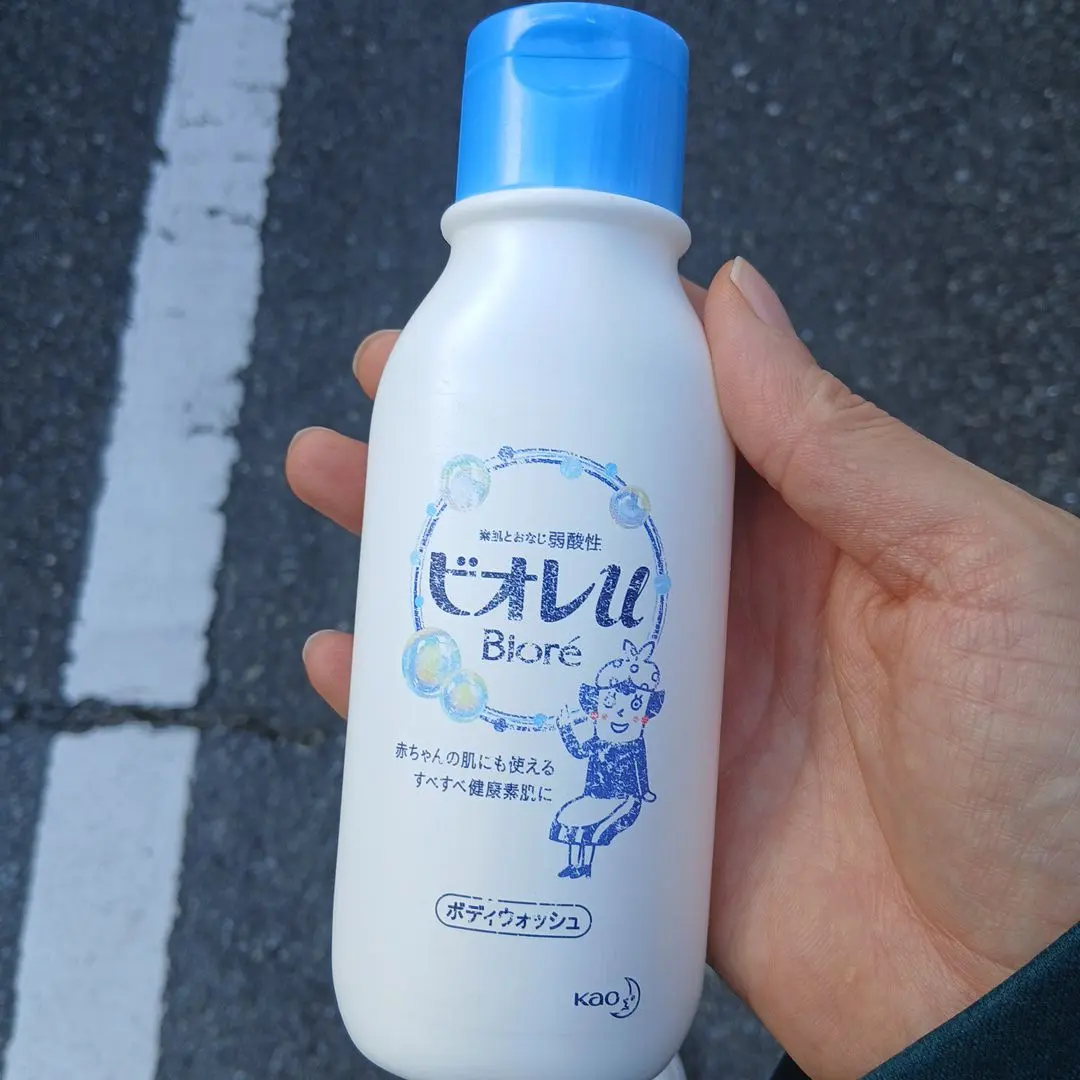 素肌とおなじ弱酸性
ビオレu
Bioré
赤ちゃんの肌にも使える
すべすべ健康素肌に
ボディウォッシュ
Kao